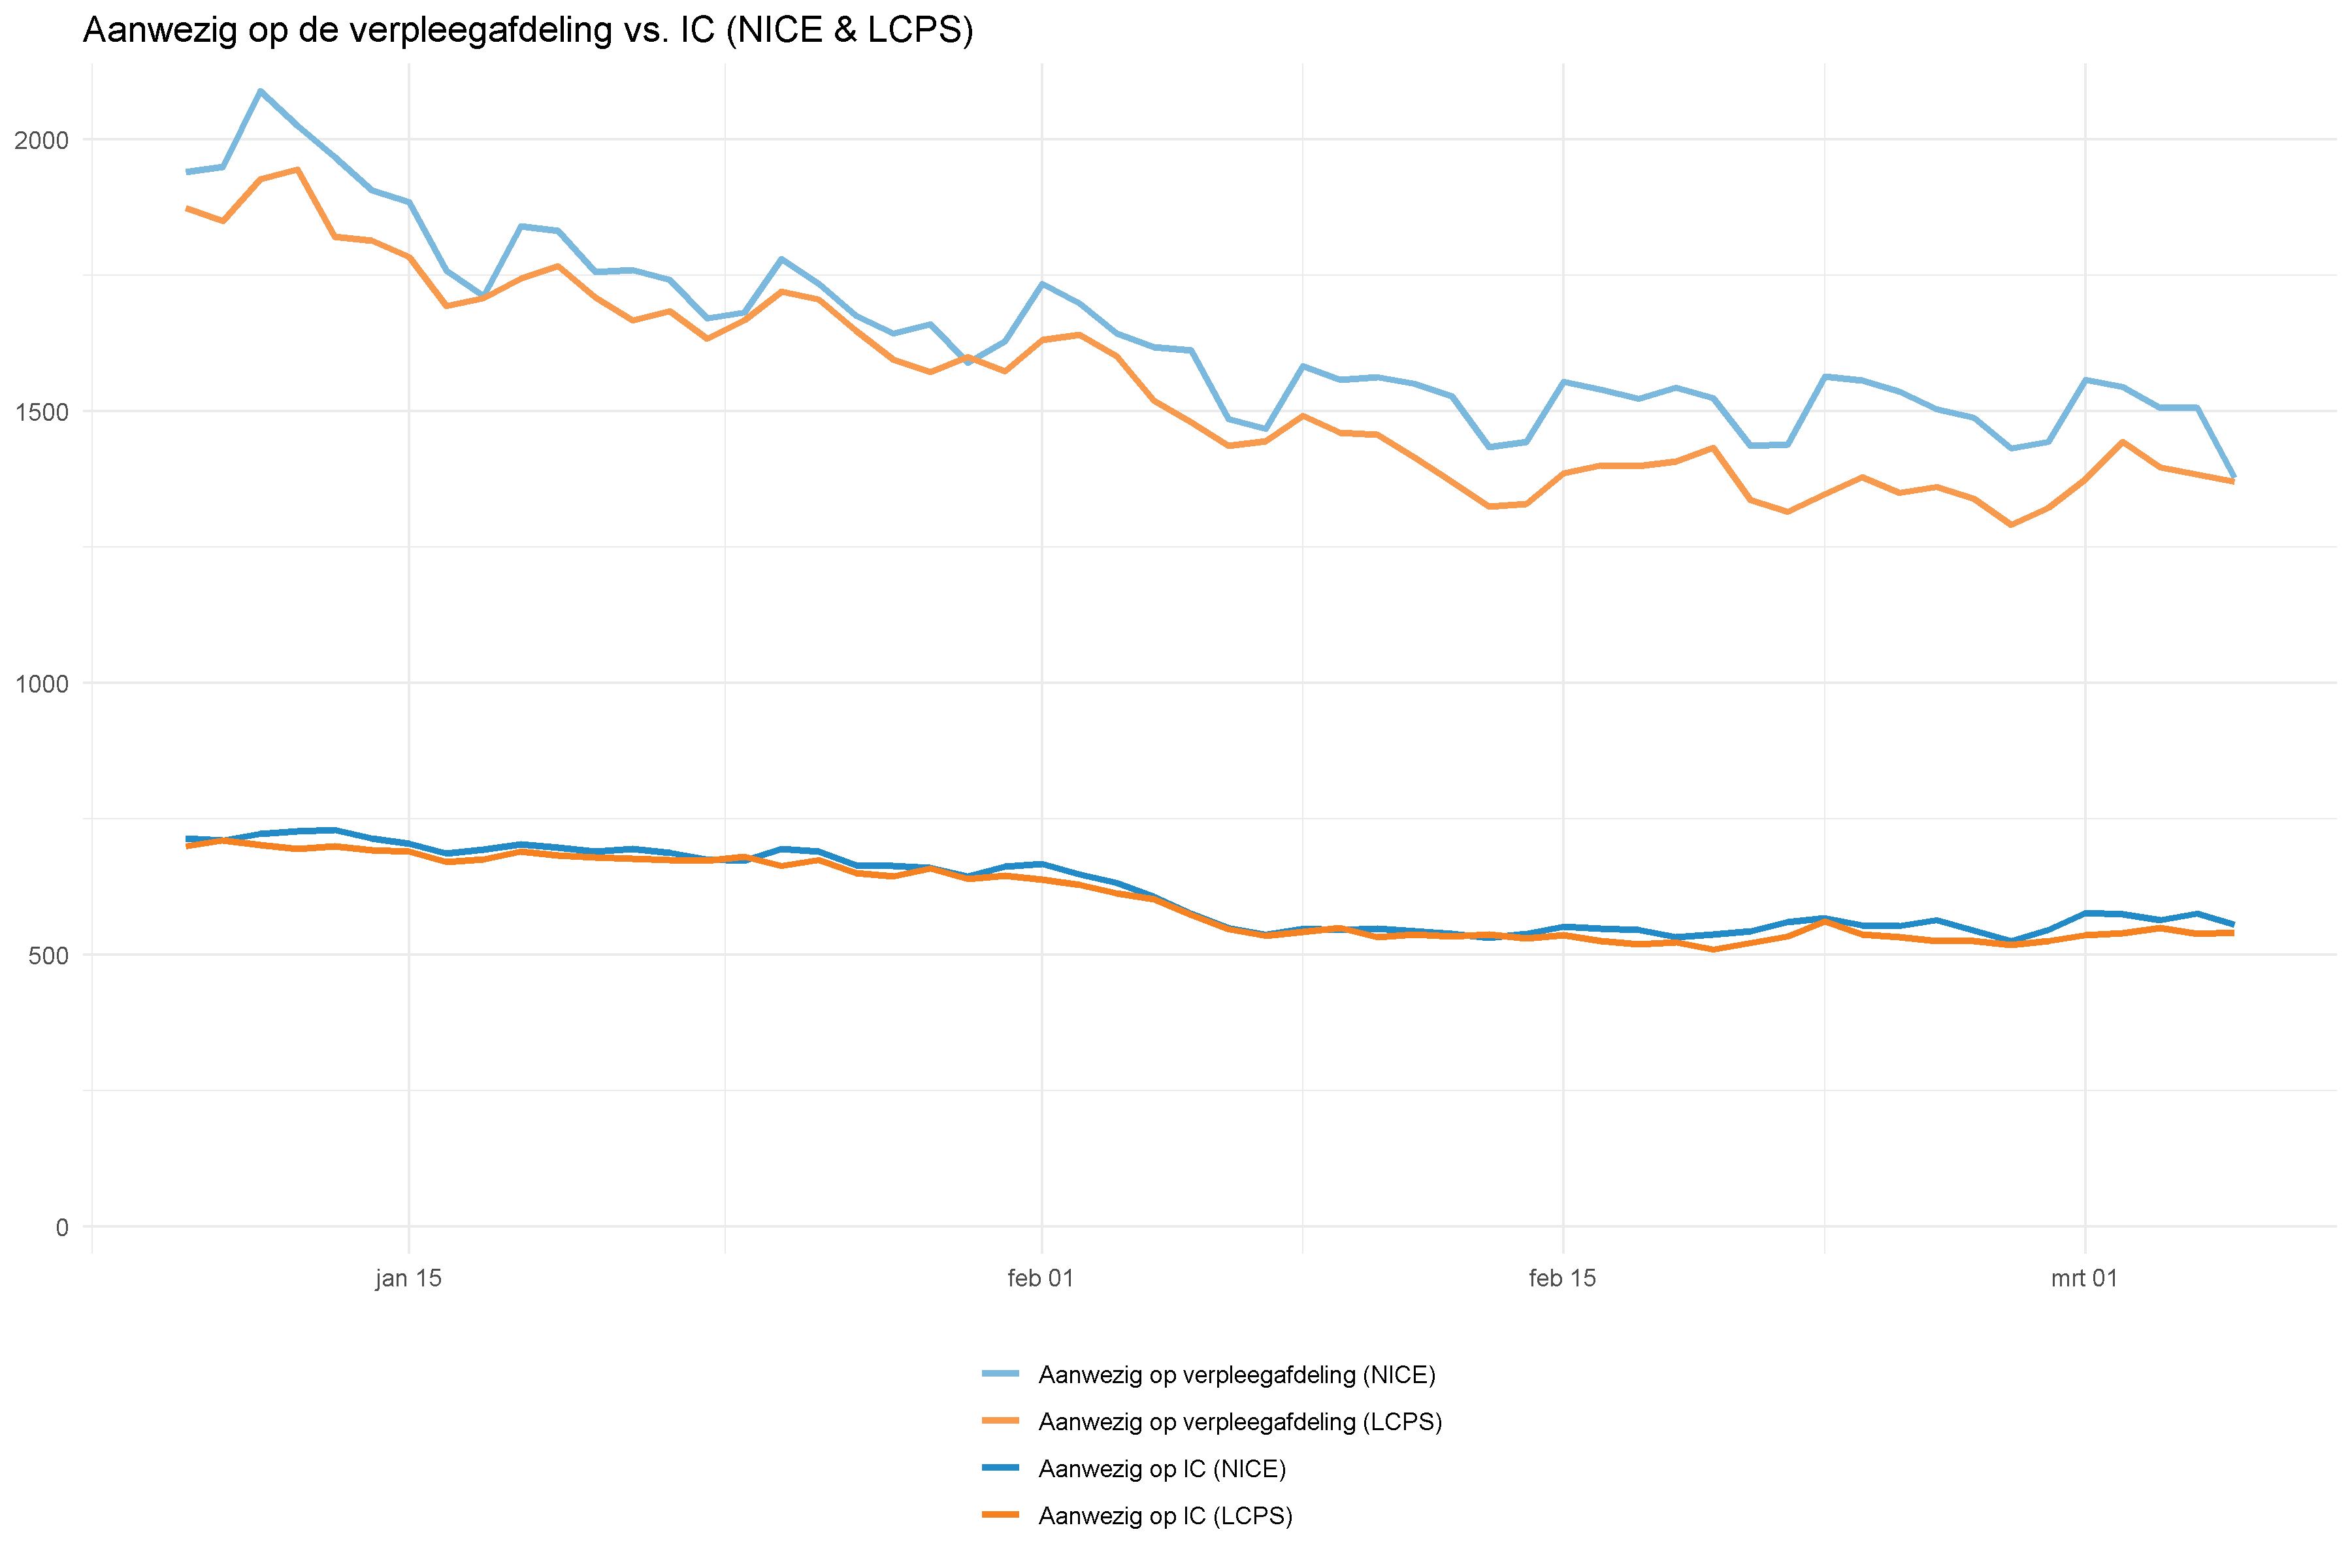 Aanwezig op de verpleegafdeling vs. IC (NICE & LCPS)
2000
1500
1000
500
0
jan 15
feb 01
feb 15
mrt 01
Aanwezig op verpleegafdeling (NICE)
Aanwezig op verpleegafdeling (LCPS)
Aanwezig op IC (NICE)
Aanwezig op IC (LCPS)